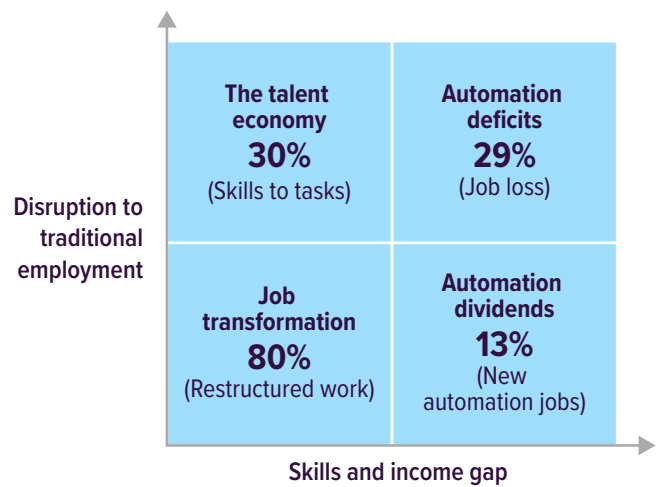 The talent
economy
30%
(Skills to tasks)
Automation
deficits
29%
(Job loss)
Disruption to
traditional
employment
Job
transformation
80%
(Restructured work)
Automation
dividends
13%
(New
automation jobs)
Skills and income gap